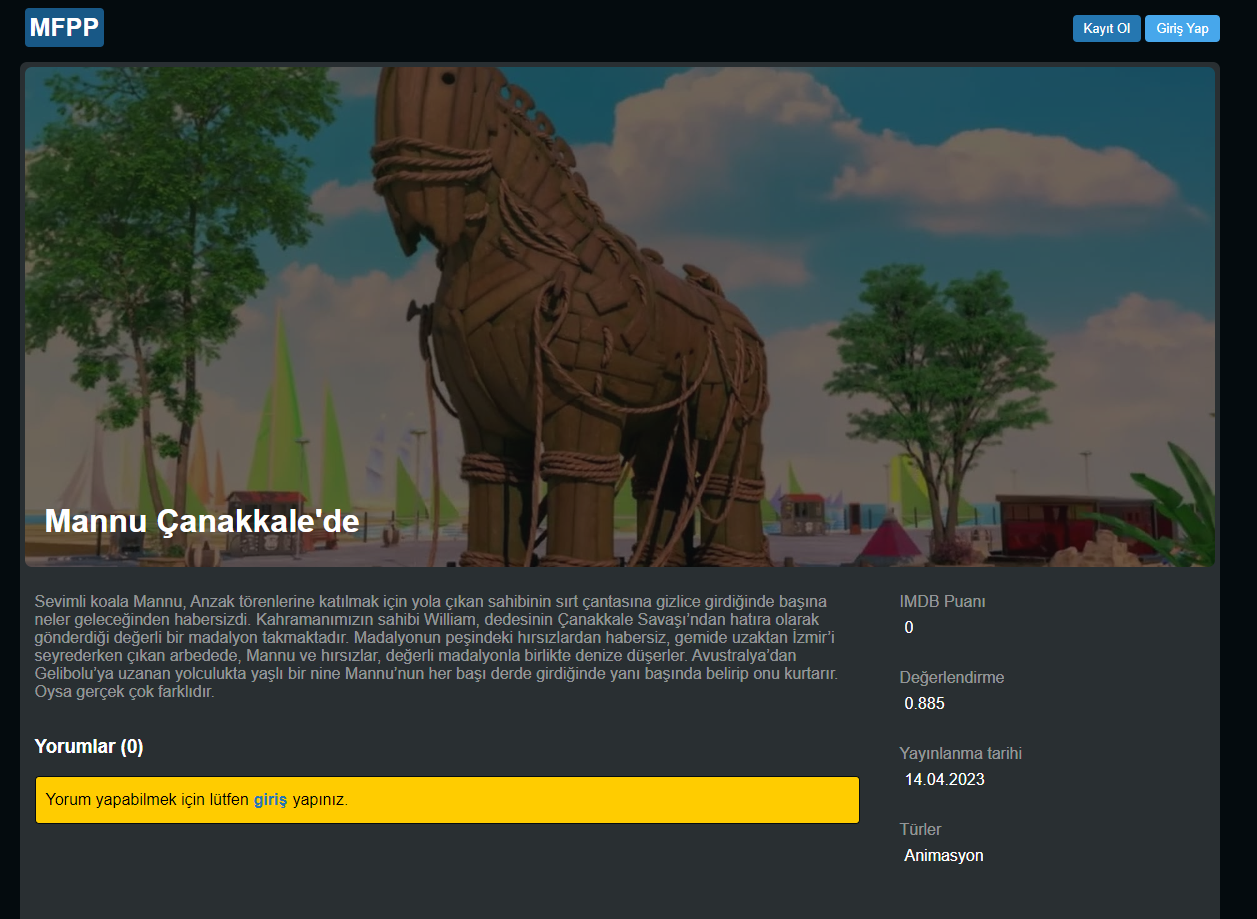 MFPP
Kayıt Ol
Giriş Yap
Mannu Çanakkale'de
Sevimli koala Mannu, Anzak törenlerine katılmak için yola çıkan sahibinin sırt çantasına gizlice girdiğinde başına
neler geleceğinden habersizdi. Kahramanımızın sahibi William, dedesinin Çanakkale Savaşı’ndan hatıra olarak
gönderdiği değerli bir madalyon takmaktadır. Madalyonun peşindeki hırsızlardan habersiz, gemide uzaktan İzmir’i
seyrederken çıkan arbedede, Mannu ve hırsızlar, değerli madalyonla birlikte denize düşerler. Avustralya’dan
Gelibolu’ya uzanan yolculukta yaşlı bir nine Mannu’nun her başı derde girdiğinde yanı başında belirip onu kurtarır.
Oysa gerçek çok farklıdır.
Yorumlar (0)
Yorum yapabilmek için lütfen giriş yapınız.
IMDB Puanı
0
Değerlendirme
0.885
Yayınlanma tarihi
14.04.2023
Türler
Animasyon